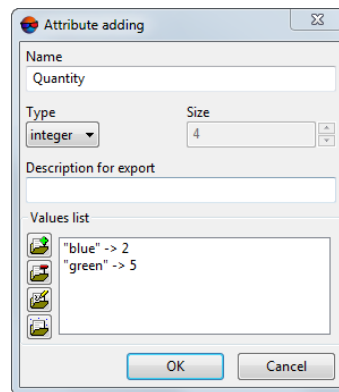 Attribute adding
Name
Quantity
Type
Size
integer
4
Description for export
Values list
"blue" -> 2
"green" -> 5
OK
Cancel